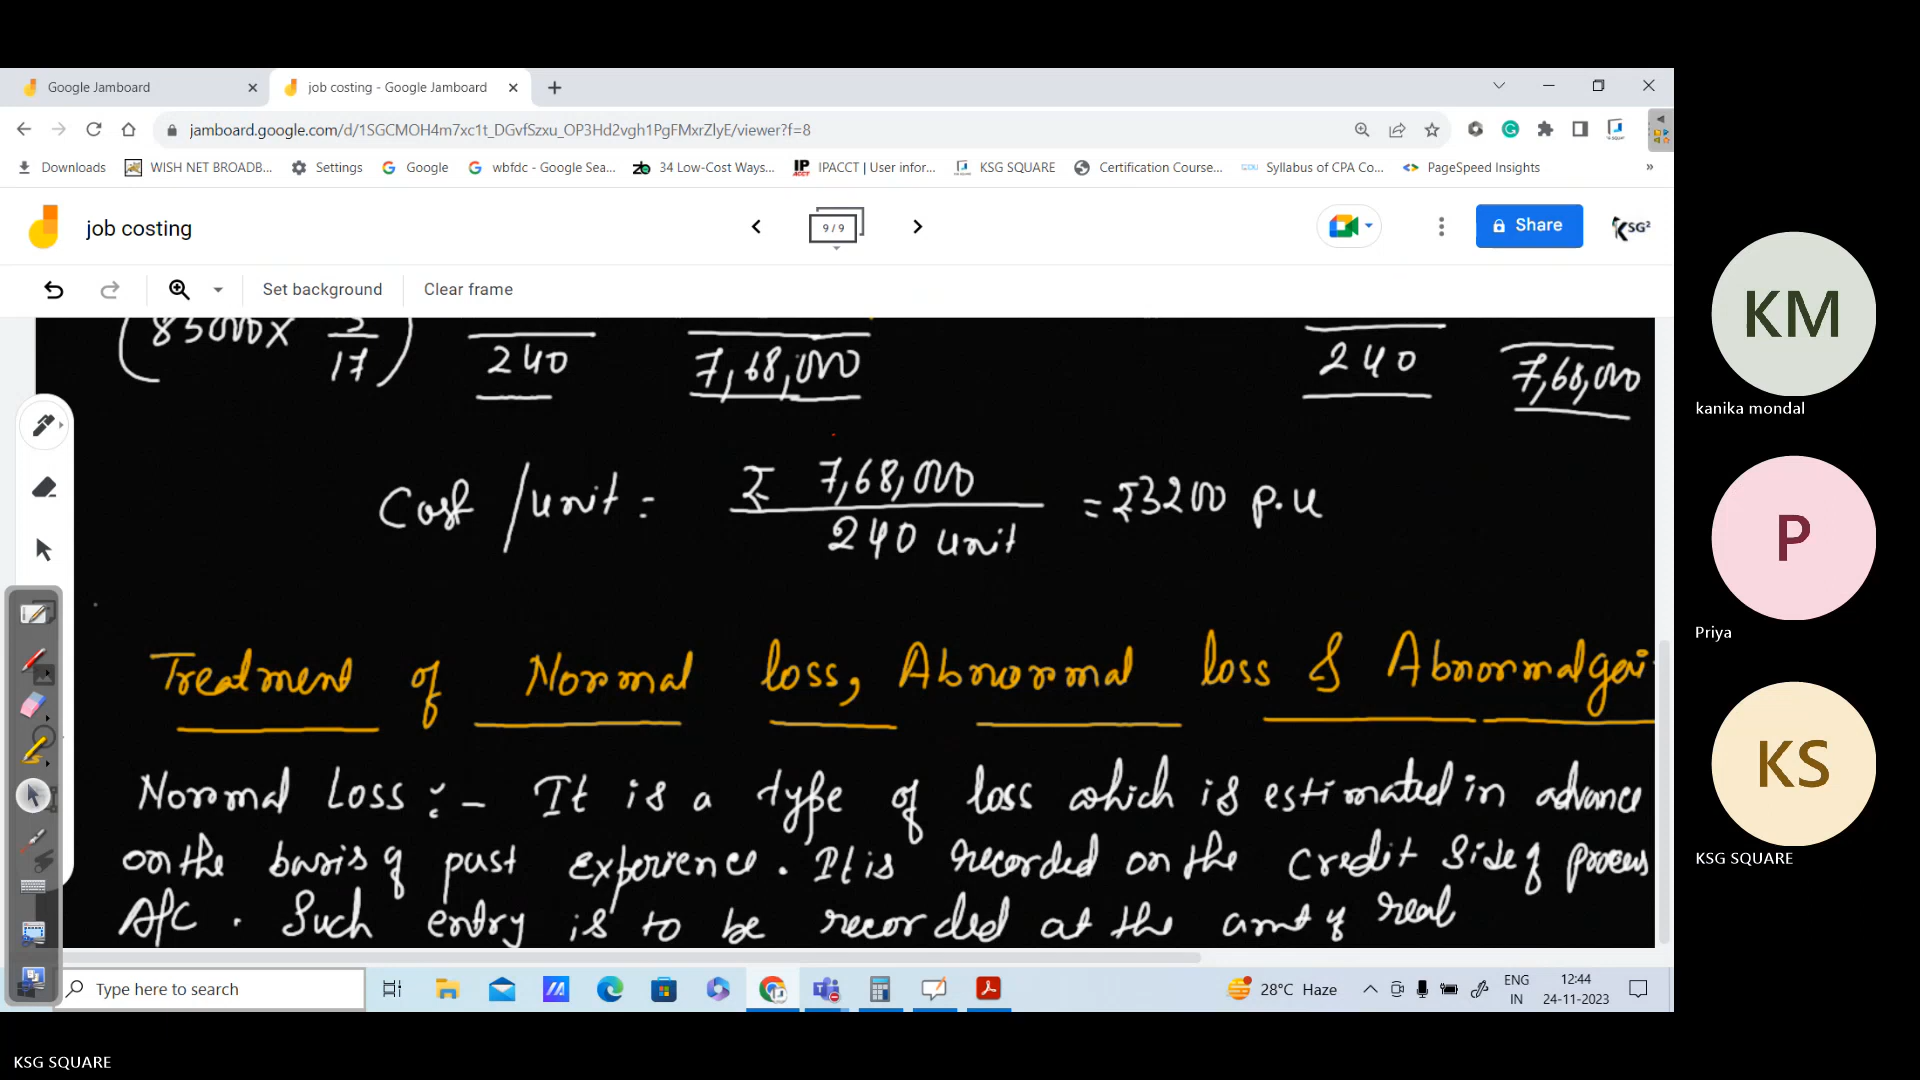 Google Jamboard
job costing - Google Jamboard
jamboard.google.com/d/1SGCMOH4m7xc1t_DGvfSzxu_OP3Hd2vgh1PgFMxrZlyE/viewer?f=8
Downloads WISH NET BROADB... Settings Google wbfdc - Google Sea... 34 Low-Cost Ways... IPACCT | User infor... KSG SQUARE Certification Course... Syllabus of CPA Co... PageSpeed Insights »
job costing 9 / 9 Share KSG²
Set background Clear frame
(85000 x 3/17) 240 7,68,000 240 7,68,000
Cost /unit = ₹ 7,68,000 / 240 unit = ₹3200 p.u
Treatment of Normal loss, Abnormal loss & Abnormal gai
Normal Loss :- It is a type of loss which is estimated in advance
on the basis of past experience. It is recorded on the credit side of process
A/C . Such entry is to be recorded at the amt of real
Type here to search 28°C Haze ENG IN 12:44 24-11-2023
KM
kanika mondal
P
Priya
KS
KSG SQUARE
KSG SQUARE